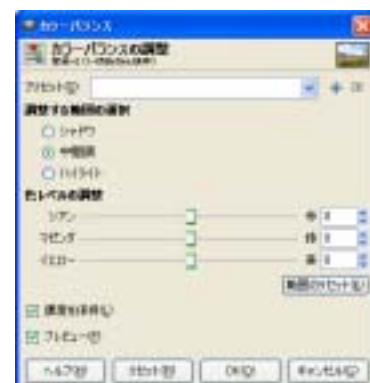 カラーバランス
カラーバランスの調整
プリセット(S):
調整する範囲の選択
シャドウ
中間調
ハイライト
色レベルの調整
シアン 赤 0
マゼンタ 緑 0
イエロー 青 0
範囲のリセット(E)
輝度を保持(L)
プレビュー(P)
ヘルプ(H) リセット(R) OK(O) キャンセル(C)